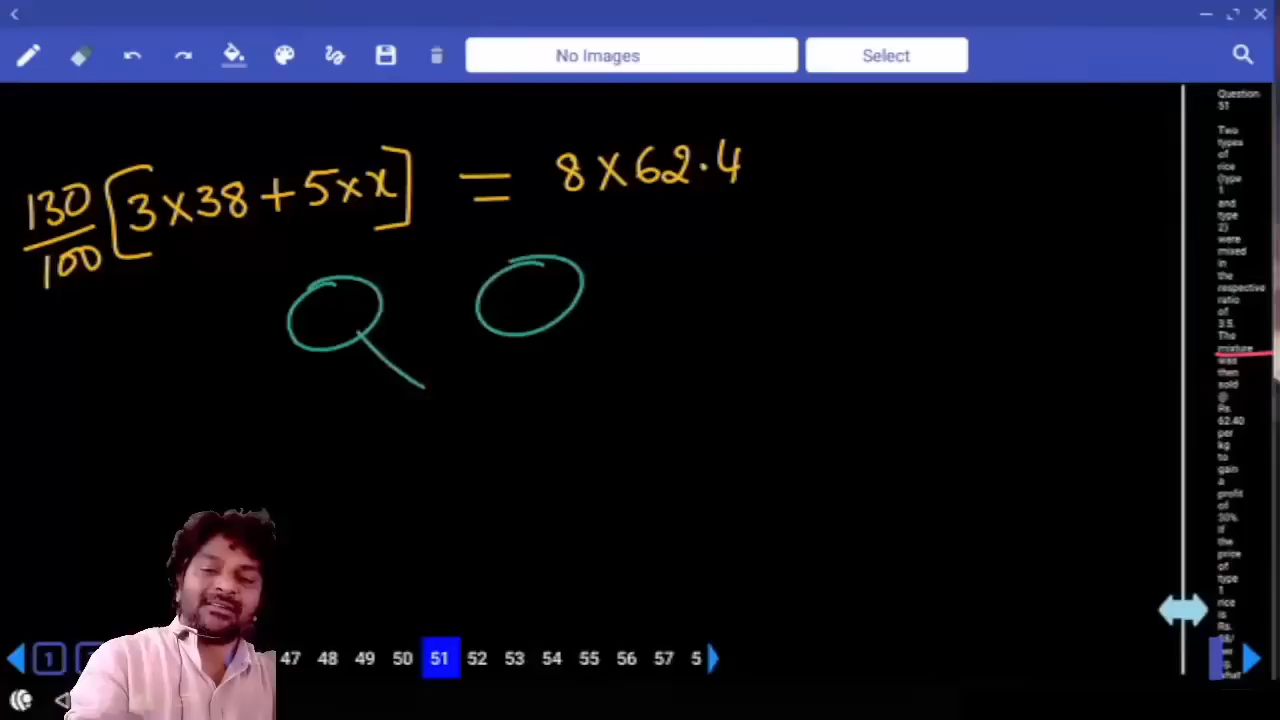 No Images
Select
130/100 [3×38 + 5×x] = 8×62.4
Question
51
Two
types
of
rice
(type
1
and
type
2)
were
mixed
in
the
respective
ratio
of
3:5.
The
mixture
was
then
sold
@
Rs.
62.40
per
kg
to
gain
a
profit
of
30%.
If
the
price
of
type
1
rice
is
Rs.
1 47 48 49 50 51 52 53 54 55 56 57 5